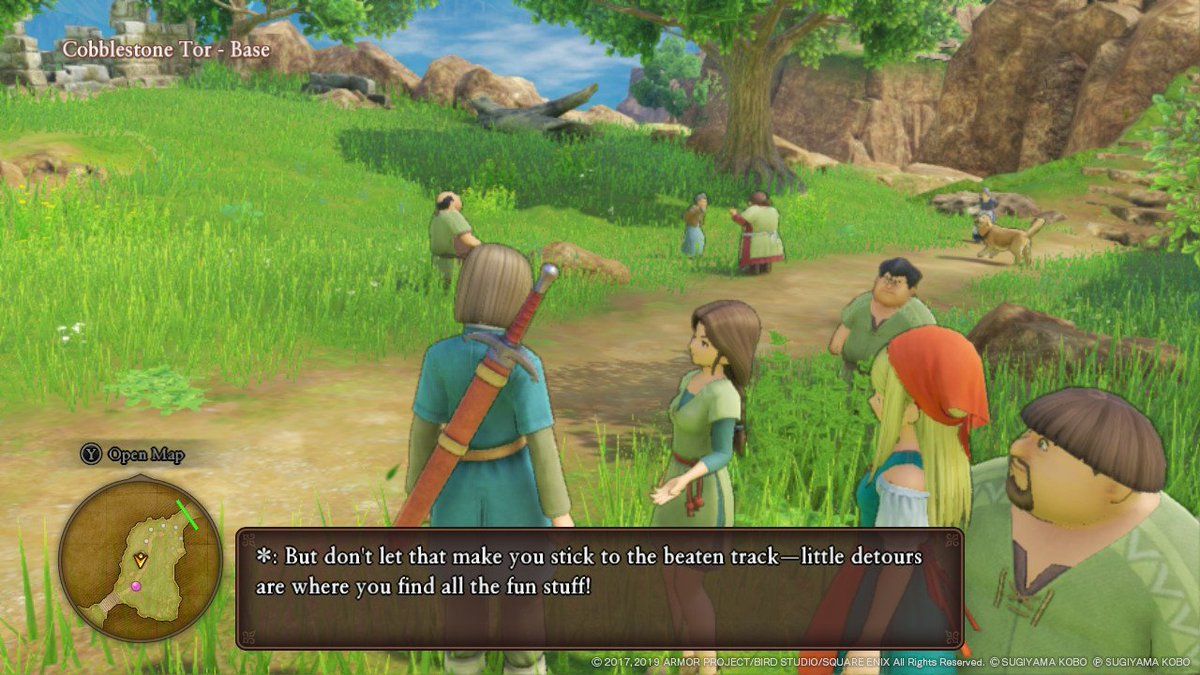 Cobblestone Tor - Base
Ⓨ Open Map
*: But don't let that make you stick to the beaten track—little detours
are where you find all the fun stuff!
© 2017, 2019 ARMOR PROJECT/BIRD STUDIO/SQUARE ENIX All Rights Reserved. © SUGIYAMA KOBO ℗ SUGIYAMA KOBO